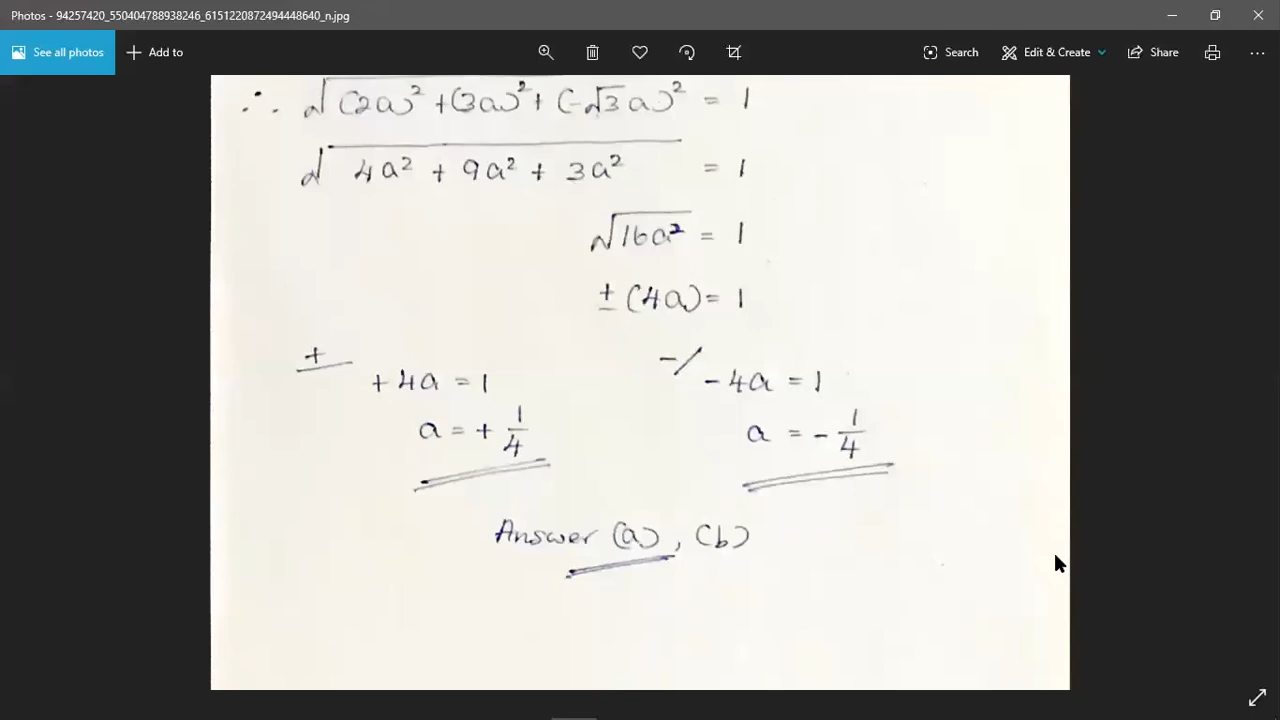 Photos - 94257420_550404788938246_6151220872494448640_n.jpg
See all photos
Add to
Search
Edit & Create
Share
∴ √(2a)² + (3a)² + (-√3 a)² = 1
√4a² + 9a² + 3a² = 1
√16a² = 1
± (4a) = 1
+
+ 4a = 1
a = + 1/4
-/
- 4a = 1
a = - 1/4
Answer (a), (b)